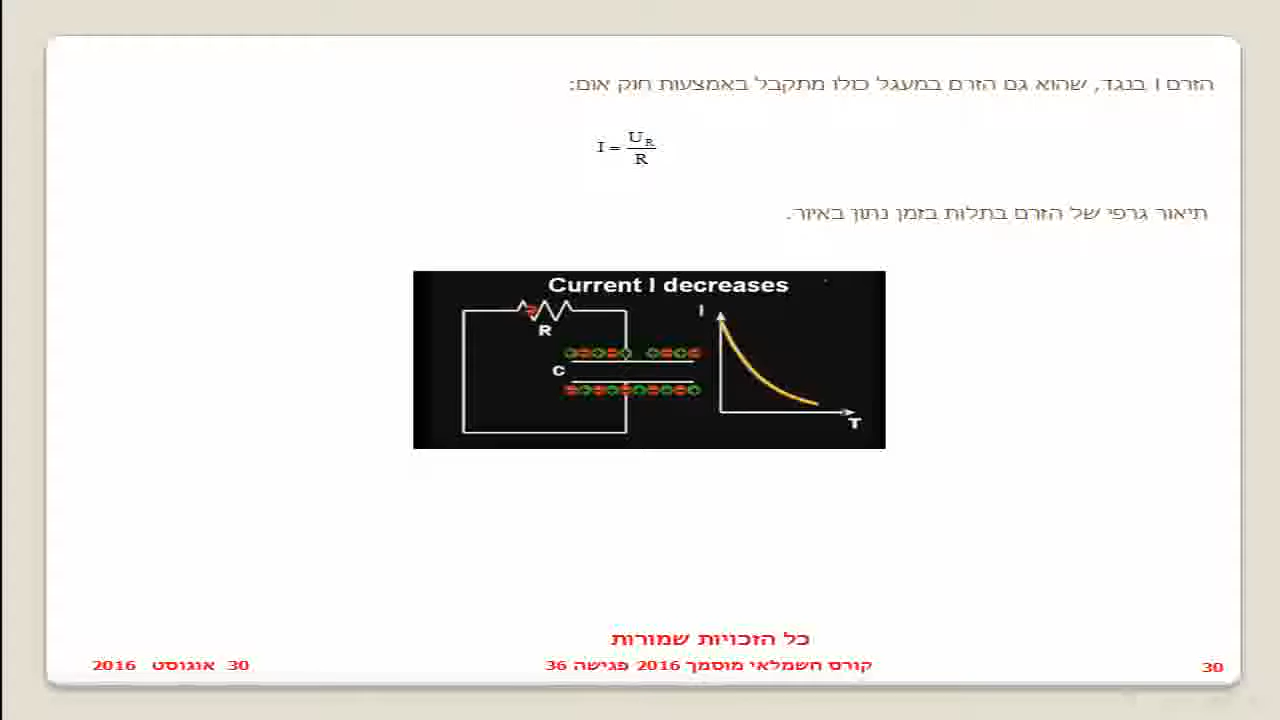 הזרם I בנגד, שהוא גם הזרם במעגל כולו מתקבל באמצעות חוק אום:
I = U_R / R
תיאור גרפי של הזרם בתלות בזמן נתון באיור.
Current I decreases
I
R
C
T
כל הזכויות שמורות
30 אוגוסט 2016
קורס חשמלאי מוסמך 2016 פגישה 36
30